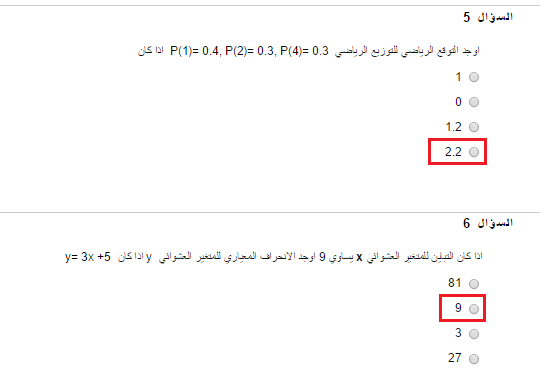 السؤال 5
اوجد التوقع الرياضي للتوزيع الرياضي P(1)= 0.4, P(2)= 0.3, P(4)= 0.3 اذا كان
1
0
1.2
2.2
السؤال 6
اذا كان التباين للمتغير العشوائي x يساوي 9 اوجد الانحراف المعياري للمتغير العشوائي y اذا كان y= 3x +5
81
9
3
27